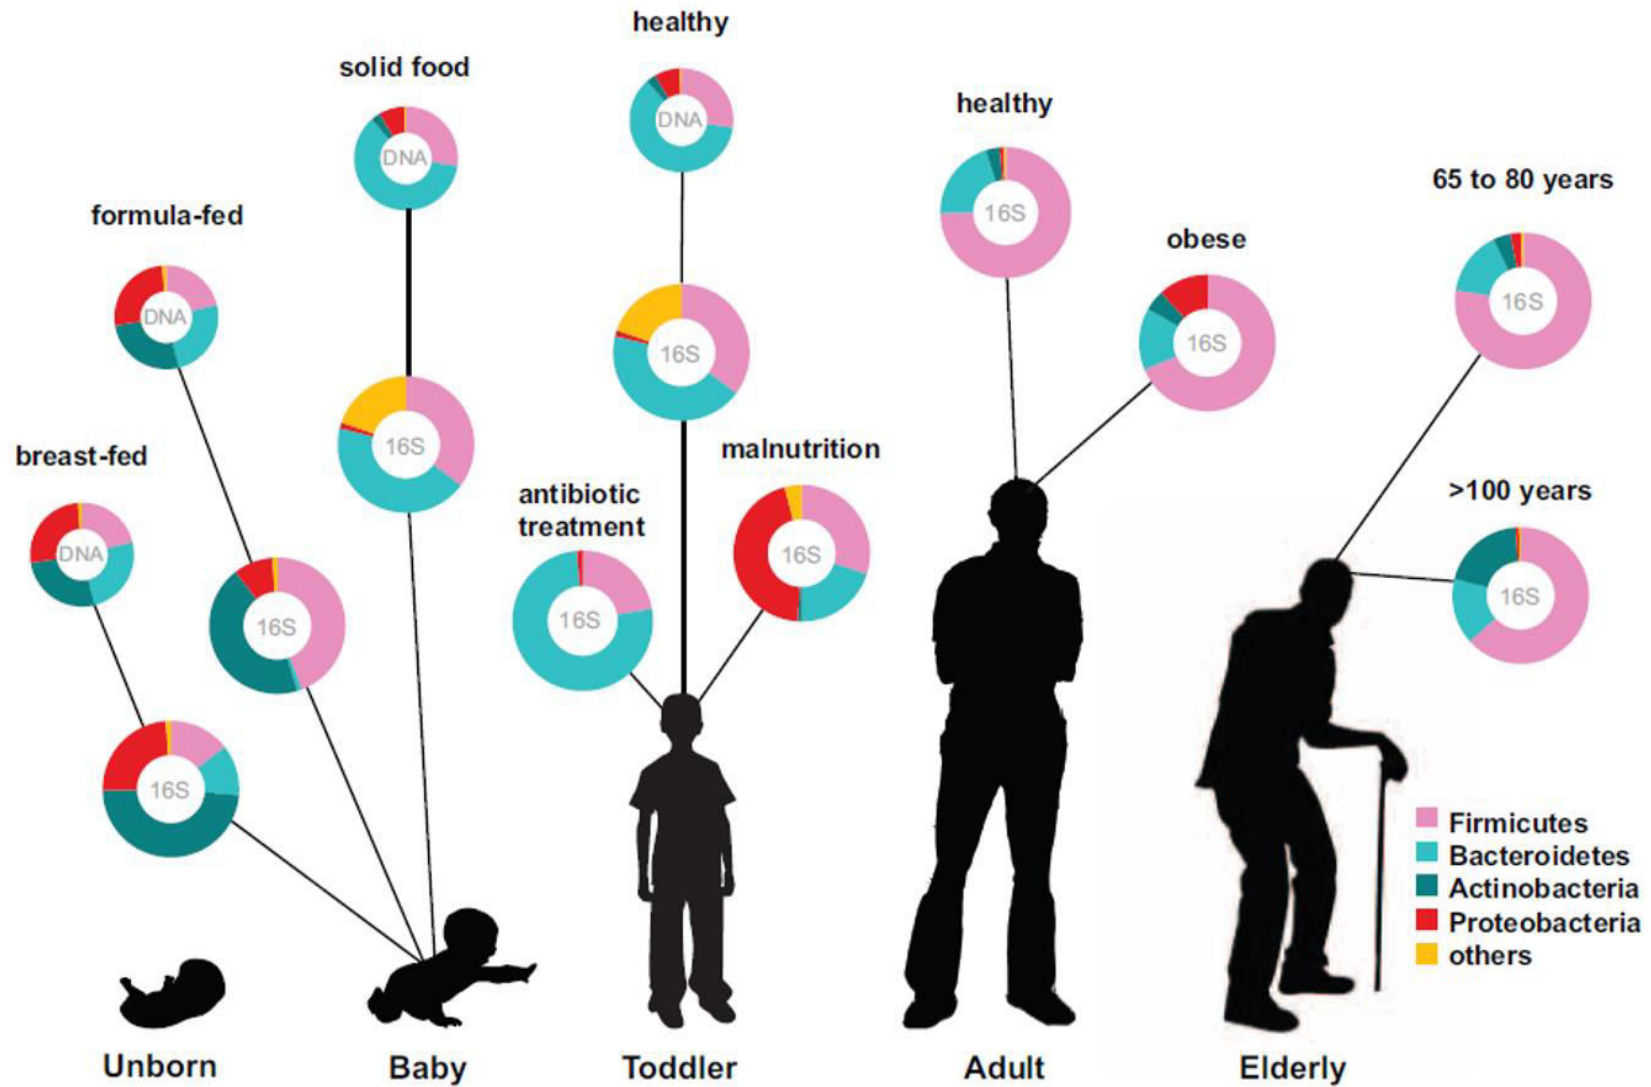 healthy
DNA
solid food
DNA
healthy
16S
65 to 80 years
16S
formula-fed
DNA
obese
16S
16S
16S
breast-fed
DNA
16S
malnutrition
16S
antibiotic
treatment
16S
>100 years
16S
16S
16S
Firmicutes
Bacteroidetes
Actinobacteria
Proteobacteria
others
Unborn
Baby
Toddler
Adult
Elderly